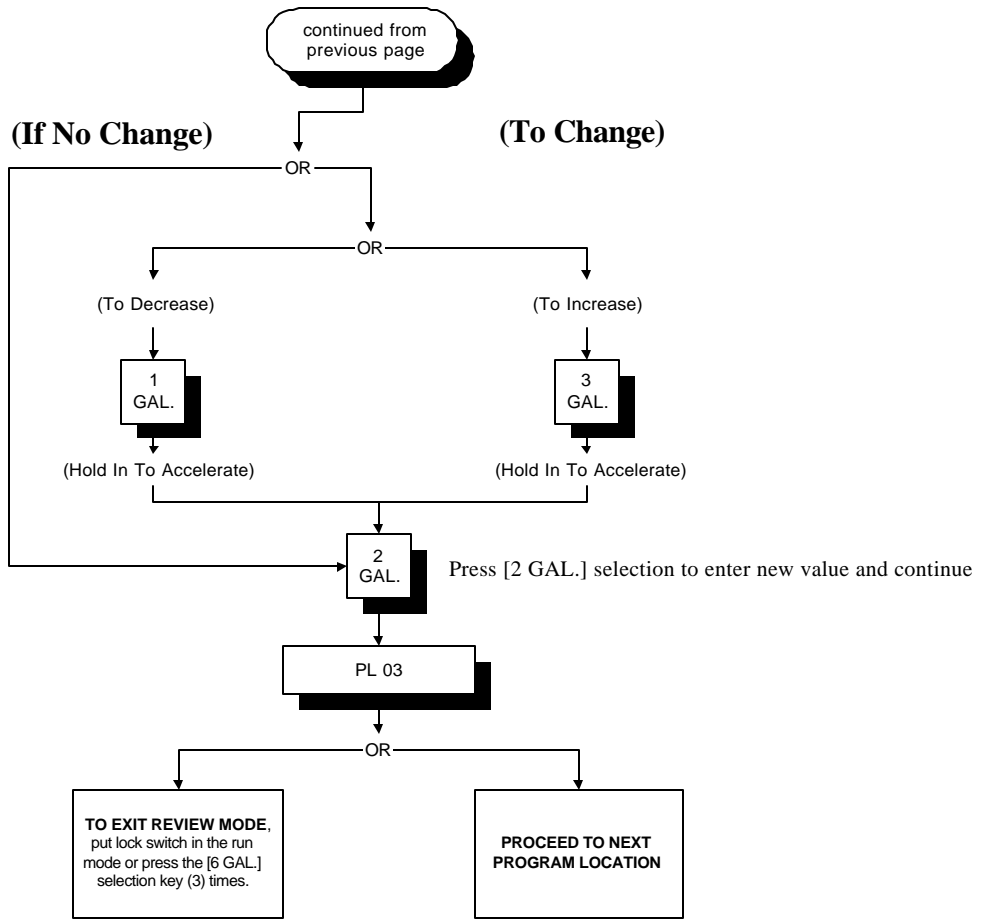 continued from
previous page
(If No Change)
(To Change)
OR
OR
(To Decrease)
(To Increase)
1
GAL.
3
GAL.
(Hold In To Accelerate)
(Hold In To Accelerate)
2
GAL.
Press [2 GAL.] selection to enter new value and continue
PL 03
OR
TO EXIT REVIEW MODE,
put lock switch in the run
mode or press the [6 GAL.]
selection key (3) times.
PROCEED TO NEXT
PROGRAM LOCATION